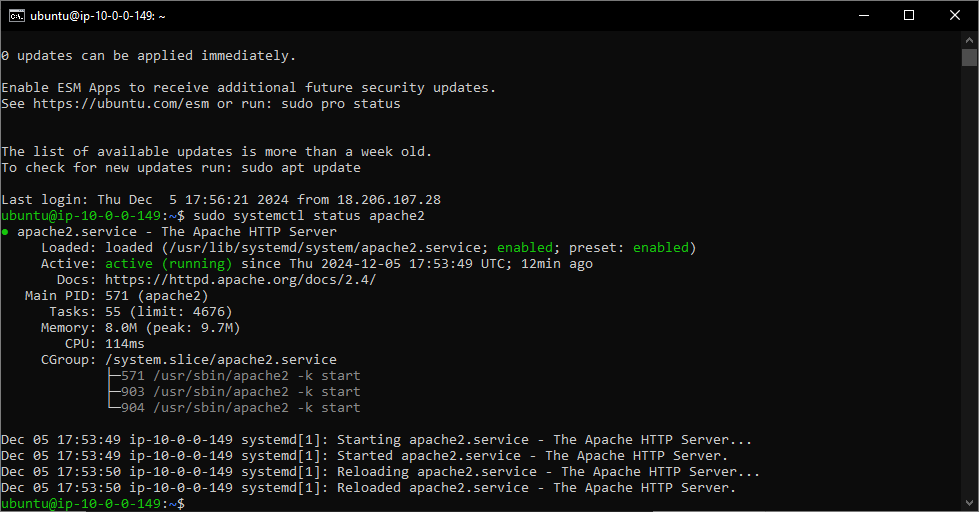 ubuntu@ip-10-0-0-149: ~
0 updates can be applied immediately.
Enable ESM Apps to receive additional future security updates.
See https://ubuntu.com/esm or run: sudo pro status
The list of available updates is more than a week old.
To check for new updates run: sudo apt update
Last login: Thu Dec  5 17:56:21 2024 from 18.206.107.28
ubuntu@ip-10-0-0-149:~$ sudo systemctl status apache2
● apache2.service - The Apache HTTP Server
     Loaded: loaded (/usr/lib/systemd/system/apache2.service; enabled; preset: enabled)
     Active: active (running) since Thu 2024-12-05 17:53:49 UTC; 12min ago
       Docs: https://httpd.apache.org/docs/2.4/
   Main PID: 571 (apache2)
      Tasks: 55 (limit: 4676)
     Memory: 8.0M (peak: 9.7M)
        CPU: 114ms
     CGroup: /system.slice/apache2.service
             ├─571 /usr/sbin/apache2 -k start
             ├─903 /usr/sbin/apache2 -k start
             └─904 /usr/sbin/apache2 -k start
Dec 05 17:53:49 ip-10-0-0-149 systemd[1]: Starting apache2.service - The Apache HTTP Server...
Dec 05 17:53:49 ip-10-0-0-149 systemd[1]: Started apache2.service - The Apache HTTP Server.
Dec 05 17:53:50 ip-10-0-0-149 systemd[1]: Reloading apache2.service - The Apache HTTP Server...
Dec 05 17:53:50 ip-10-0-0-149 systemd[1]: Reloaded apache2.service - The Apache HTTP Server.
ubuntu@ip-10-0-0-149:~$